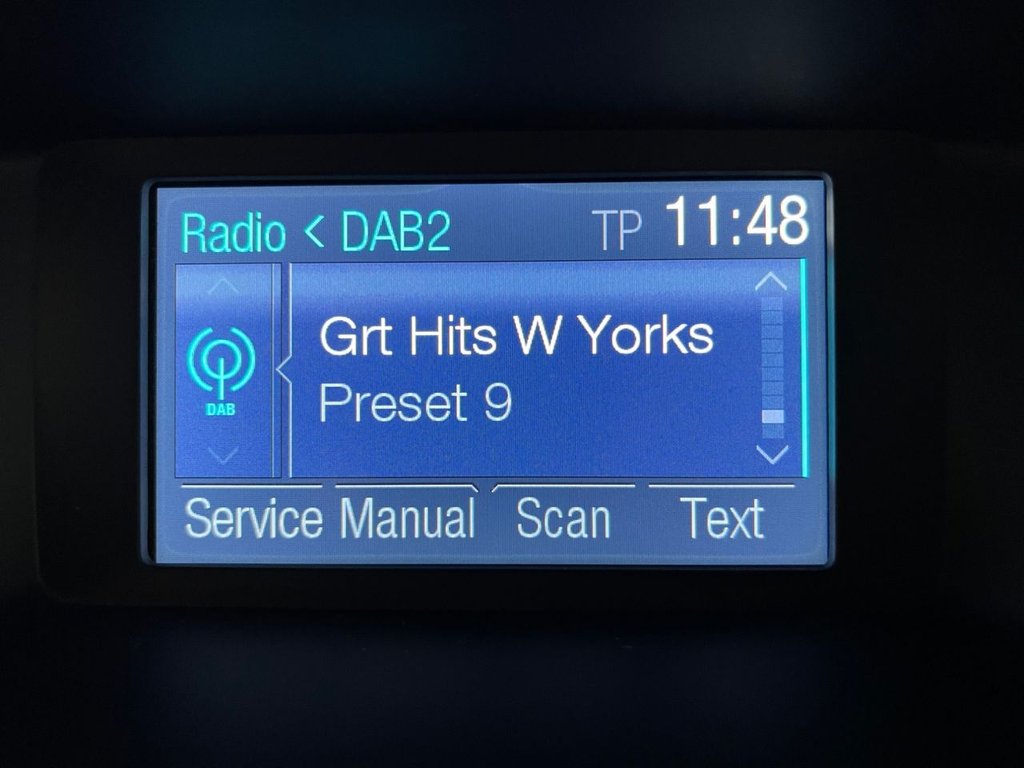 Radio < DAB2 TP 11:48
Grt Hits W Yorks
DAB
Preset 9
Service Manual Scan Text